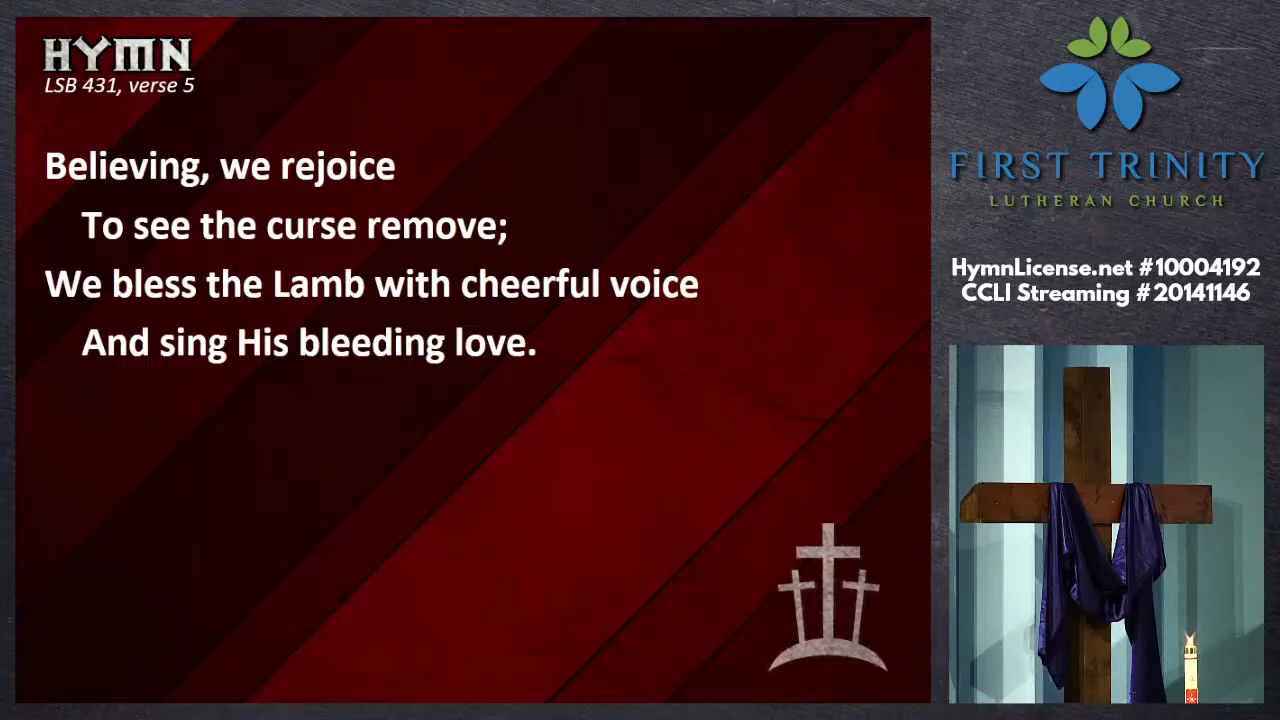 HYMN
LSB 431, verse 5
Believing, we rejoice
To see the curse remove;
We bless the Lamb with cheerful voice
And sing His bleeding love.
FIRST TRINITY
LUTHERAN CHURCH
HymnLicense.net #10004192
CCLI Streaming #20141146